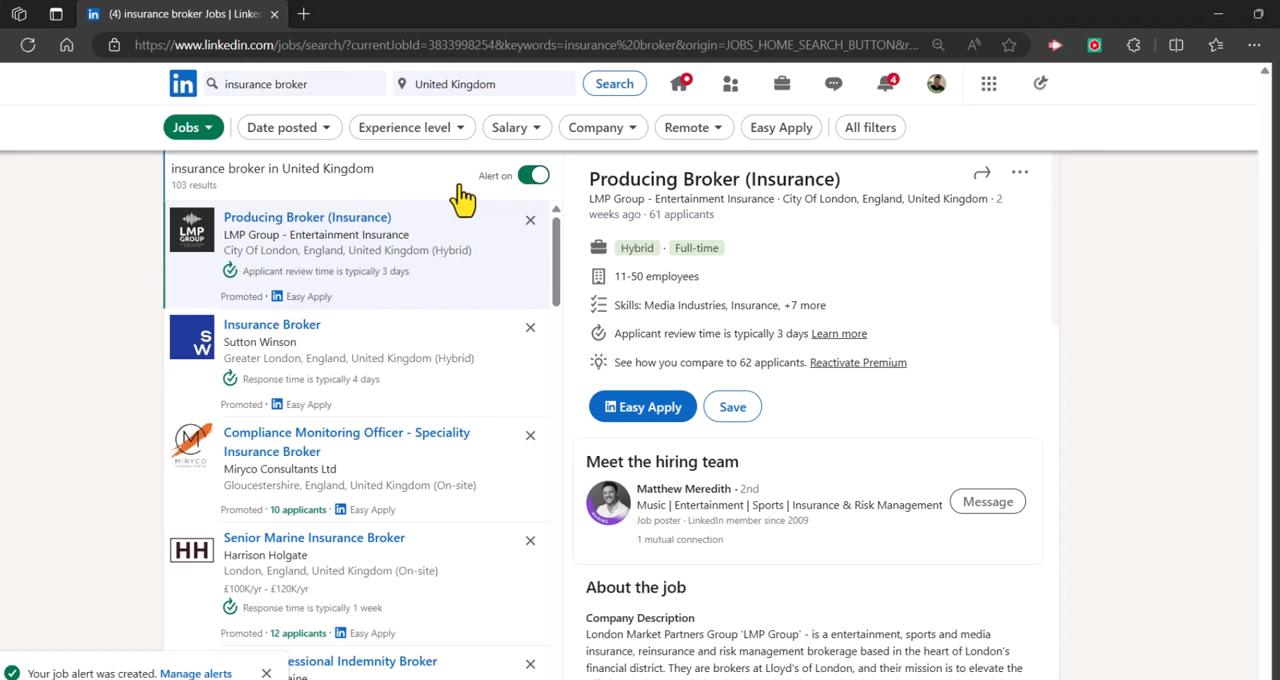 (4) insurance broker Jobs | Linke
https://www.linkedin.com/jobs/search/?currentJobId=3833998254&keywords=insurance%20broker&origin=JOBS_HOME_SEARCH_BUTTON&r...
in
insurance broker
United Kingdom
Search
4
Jobs
Date posted
Experience level
Salary
Company
Remote
Easy Apply
All filters
insurance broker in United Kingdom
103 results
Alert on
LMP
GROUP
Producing Broker (Insurance)
LMP Group - Entertainment Insurance
City Of London, England, United Kingdom (Hybrid)
Applicant review time is typically 3 days
Promoted · in Easy Apply
S
W
Insurance Broker
Sutton Winson
Greater London, England, United Kingdom (Hybrid)
Response time is typically 4 days
Promoted · in Easy Apply
M
MIRYCO
CONSULTANTS
Compliance Monitoring Officer - Speciality
Insurance Broker
Miryco Consultants Ltd
Gloucestershire, England, United Kingdom (On-site)
Promoted · 10 applicants · in Easy Apply
HH
Senior Marine Insurance Broker
Harrison Holgate
London, England, United Kingdom (On-site)
£100K/yr - £120K/yr
Response time is typically 1 week
Promoted · 12 applicants · in Easy Apply
essional Indemnity Broker
Your job alert was created. Manage alerts
Producing Broker (Insurance)
LMP Group - Entertainment Insurance · City Of London, England, United Kingdom · 2
weeks ago · 61 applicants
Hybrid · Full-time
11-50 employees
Skills: Media Industries, Insurance, +7 more
Applicant review time is typically 3 days Learn more
See how you compare to 62 applicants. Reactivate Premium
in Easy Apply
Save
Meet the hiring team
Matthew Meredith · 2nd
Music | Entertainment | Sports | Insurance & Risk Management
Job poster · LinkedIn member since 2009
1 mutual connection
Message
About the job
Company Description
London Market Partners Group 'LMP Group' - is a entertainment, sports and media
insurance, reinsurance and risk management brokerage based in the heart of London's
financial district. They are brokers at Lloyd's of London, and their mission is to elevate the